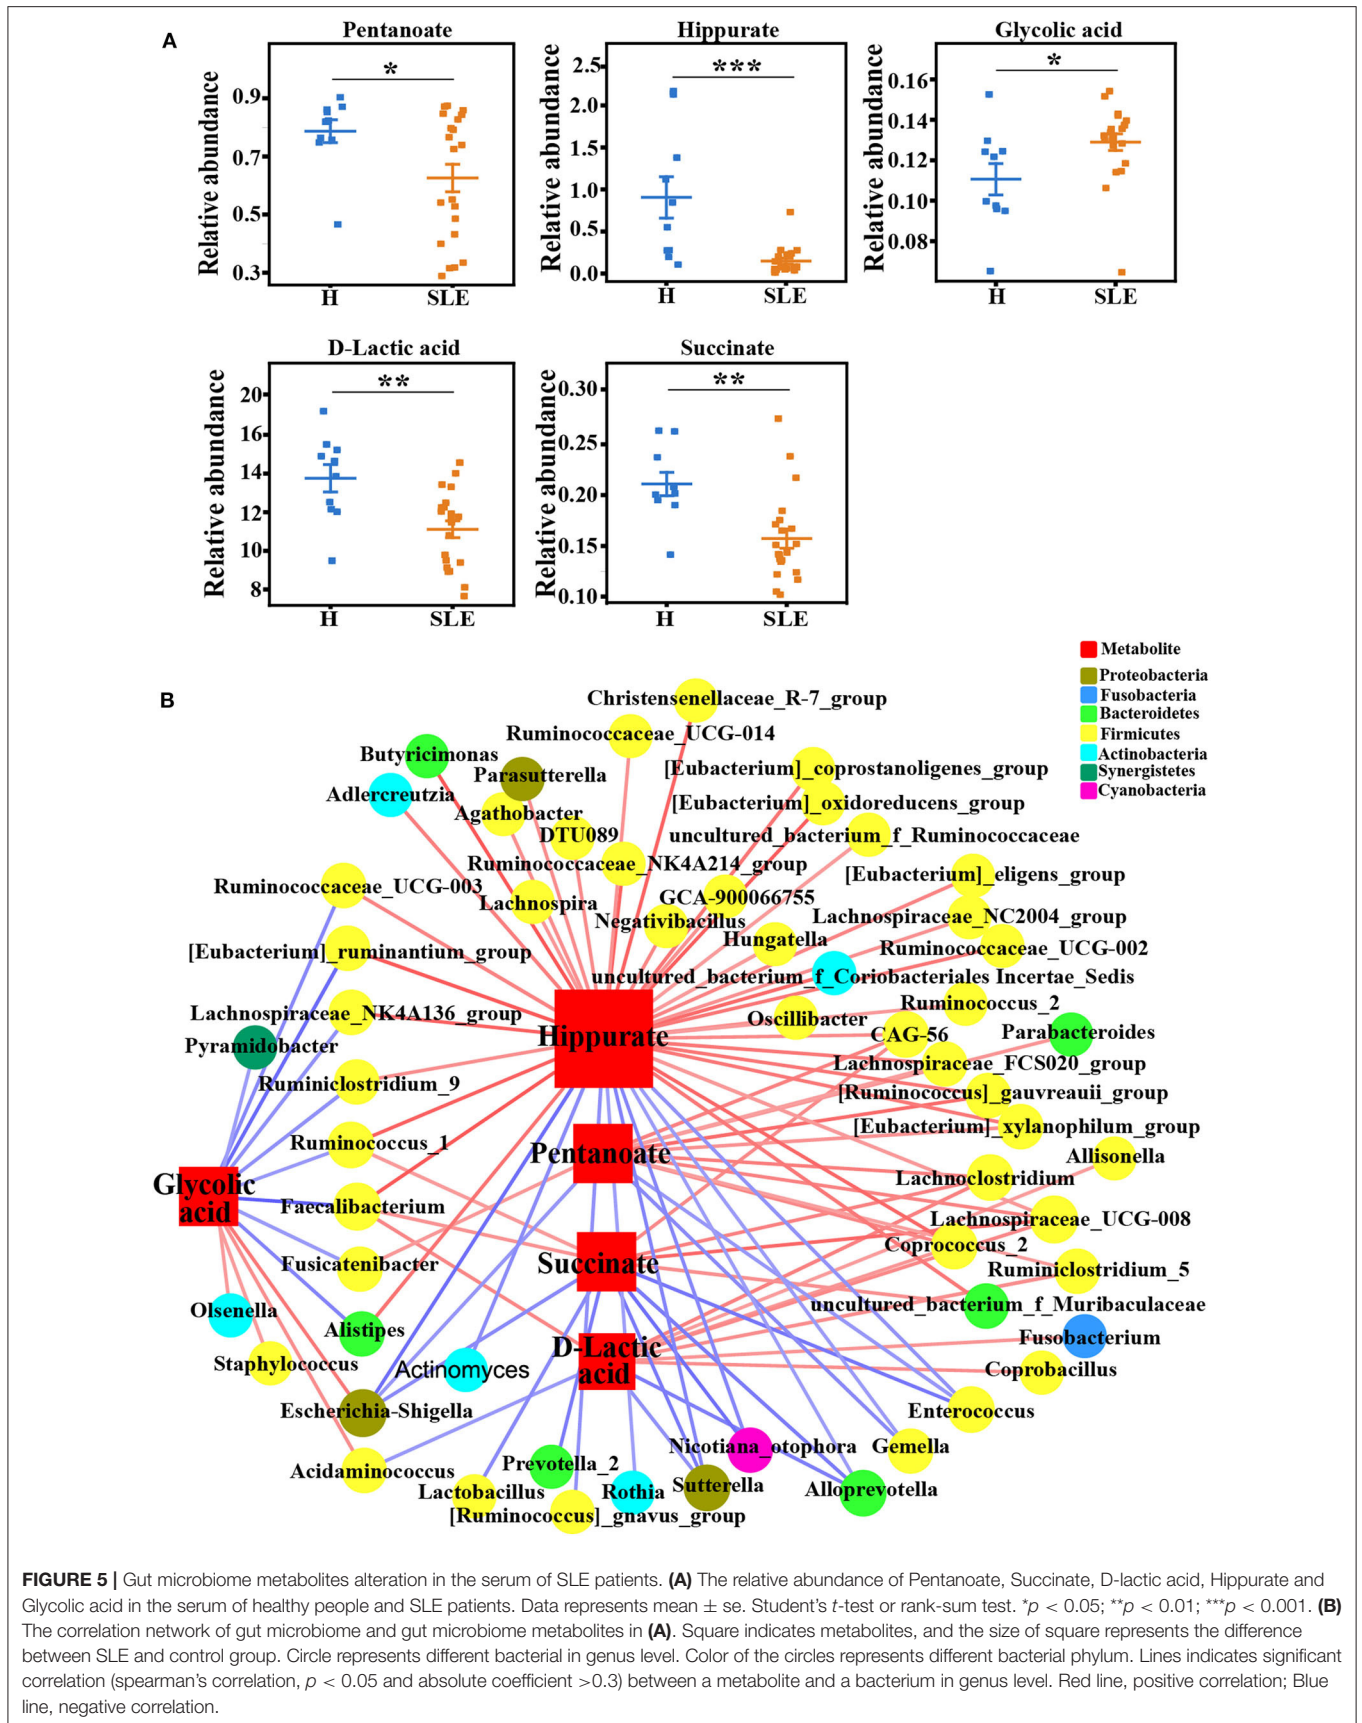 A
Pentanoate
Relative abundance
0.9
0.7
0.5
0.3
*
H
SLE
Hippurate
Relative abundance
2.5
2.0
1.5
1.0
0.5
0.0
***
H
SLE
Glycolic acid
Relative abundance
0.16
0.14
0.12
0.10
0.08
*
H
SLE
D-Lactic acid
Relative abundance
20
16
14
12
10
8
**
H
SLE
Succinate
Relative abundance
0.30
0.25
0.20
0.15
0.10
**
H
SLE
B
Metabolite
Proteobacteria
Fusobacteria
Bacteroidetes
Firmicutes
Actinobacteria
Synergistetes
Cyanobacteria
Christensenellaceae_R-7_group
Ruminococcaceae_UCG-014
Butyricimonas
Parasutterella
[Eubacterium]_coprostanoligenes_group
Adlercreutzia
Agathobacter
[Eubacterium]_oxidoreducens_group
DTU089
uncultured_bacterium_f_Ruminococcaceae
Ruminococcaceae_NK4A214_group
[Eubacterium]_eligens_group
Ruminococcaceae_UCG-003
Lachnospira
GCA-900066755
Negativibacillus
Lachnospiraceae_NC2004_group
Hungatella
Ruminococcaceae_UCG-002
[Eubacterium]_ruminantium_group
uncultured_bacterium_f_Coriobacteriales Incertae_Sedis
Lachnospiraceae_NK4A136_group
Oscillibacter
Ruminococcus_2
Hippurate
CAG-56
Parabacteroides
Pyramidobacter
Lachnospiraceae_FCS020_group
Ruminiclostridium_9
[Ruminococcus]_gauvreauii_group
[Eubacterium]_xylanophilum_group
Ruminococcus_1
Pentanoate
Allisonella
Glycolic
acid
Lachnoclostridium
Faecalibacterium
Lachnospiraceae_UCG-008
Coprococcus_2
Fusicatenibacter
Succinate
Ruminiclostridium_5
Olsenella
uncultured_bacterium_f_Muribaculaceae
Alistipes
Fusobacterium
D-Lactic
acid
Staphylococcus
Actinomyces
Coprobacillus
Escherichia-Shigella
Enterococcus
Nicotiana_otophora
Gemella
Acidaminococcus
Prevotella_2
Lactobacillus
Rothia
Sutterella
Alloprevotella
[Ruminococcus]_gnavus_group
FIGURE 5 | Gut microbiome metabolites alteration in the serum of SLE patients. (A) The relative abundance of Pentanoate, Succinate, D-lactic acid, Hippurate and
Glycolic acid in the serum of healthy people and SLE patients. Data represents mean ± se. Student's t-test or rank-sum test. *p < 0.05; **p < 0.01; ***p < 0.001. (B)
The correlation network of gut microbiome and gut microbiome metabolites in (A). Square indicates metabolites, and the size of square represents the difference
between SLE and control group. Circle represents different bacterial in genus level. Color of the circles represents different bacterial phylum. Lines indicates significant
correlation (spearman's correlation, p < 0.05 and absolute coefficient >0.3) between a metabolite and a bacterium in genus level. Red line, positive correlation; Blue
line, negative correlation.